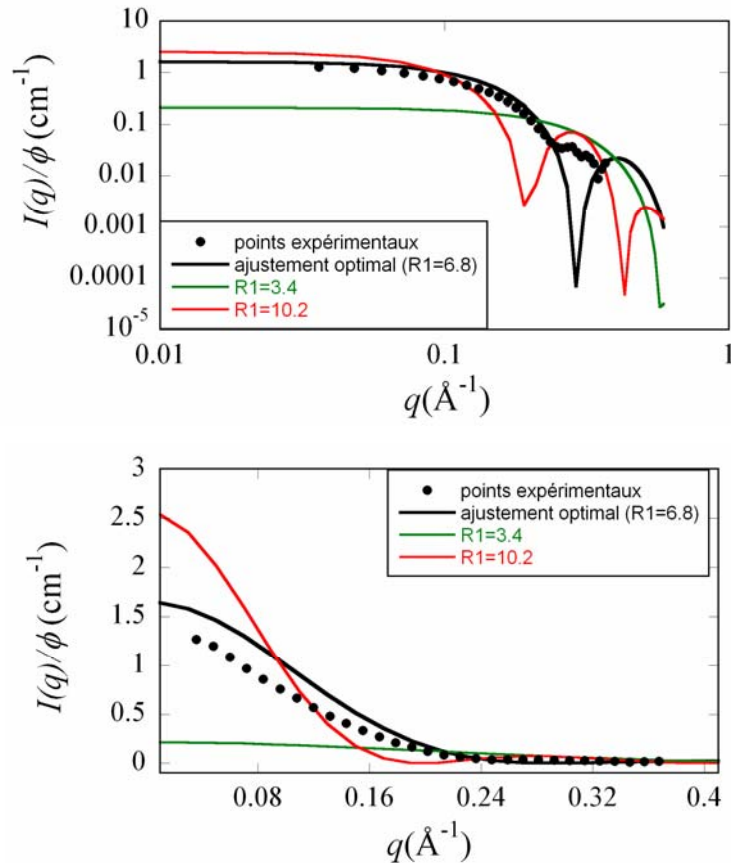 10
1
0.1
0.01
0.001
0.0001
10⁻⁵
I(q)/ϕ (cm⁻¹)
points expérimentaux
ajustement optimal (R1=6.8)
R1=3.4
R1=10.2
0.01
0.1
1
q(Å⁻¹)
3
2.5
2
1.5
1
0.5
0
I(q)/ϕ (cm⁻¹)
points expérimentaux
ajustement optimal (R1=6.8)
R1=3.4
R1=10.2
0.08
0.16
0.24
0.32
0.4
q(Å⁻¹)